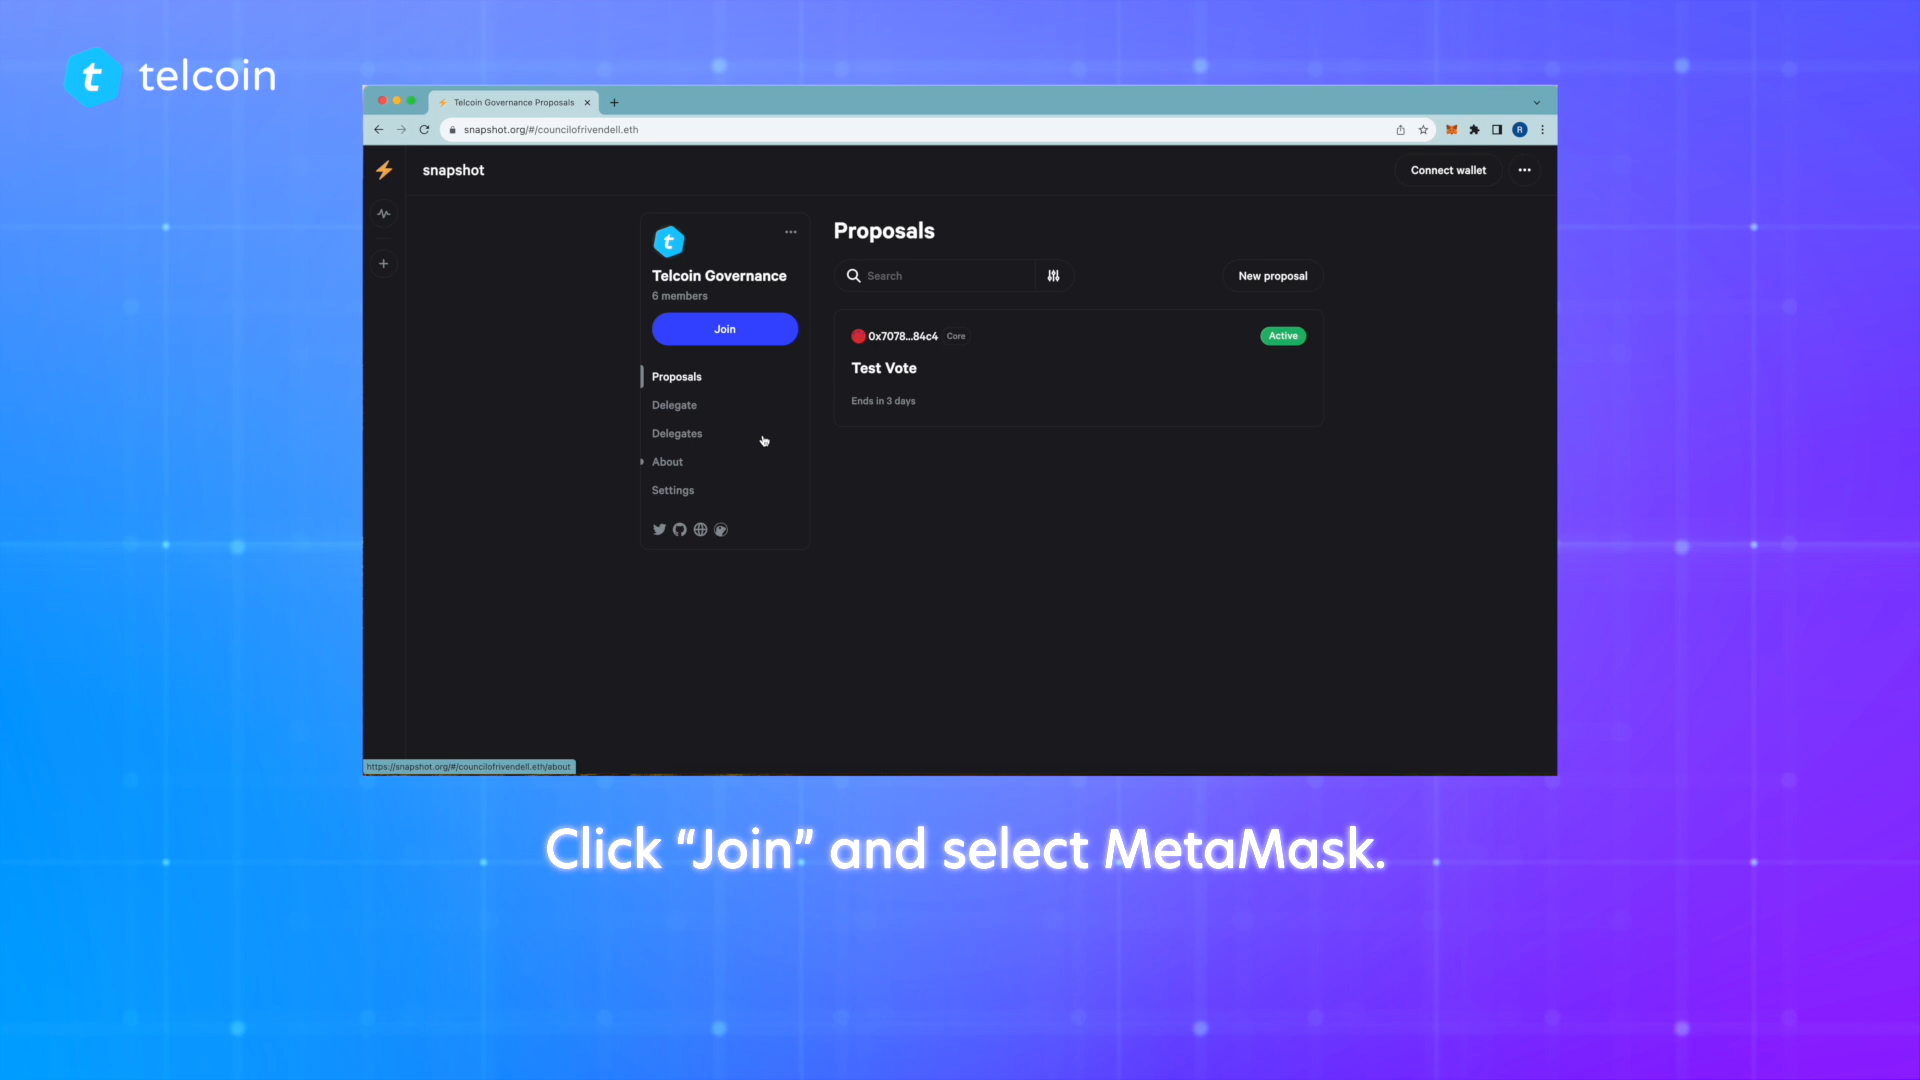 telcoin
Telcoin Governance Proposals
snapshot.org/#/councilofrivendell.eth
R
snapshot
Connect wallet
Telcoin Governance
6 members
Join
Proposals
Delegate
Delegates
About
Settings
Proposals
Search
New proposal
0x7078...84c4 Core
Active
Test Vote
Ends in 3 days
https://snapshot.org/#/councilofrivendell.eth/about
Click “Join” and select MetaMask.